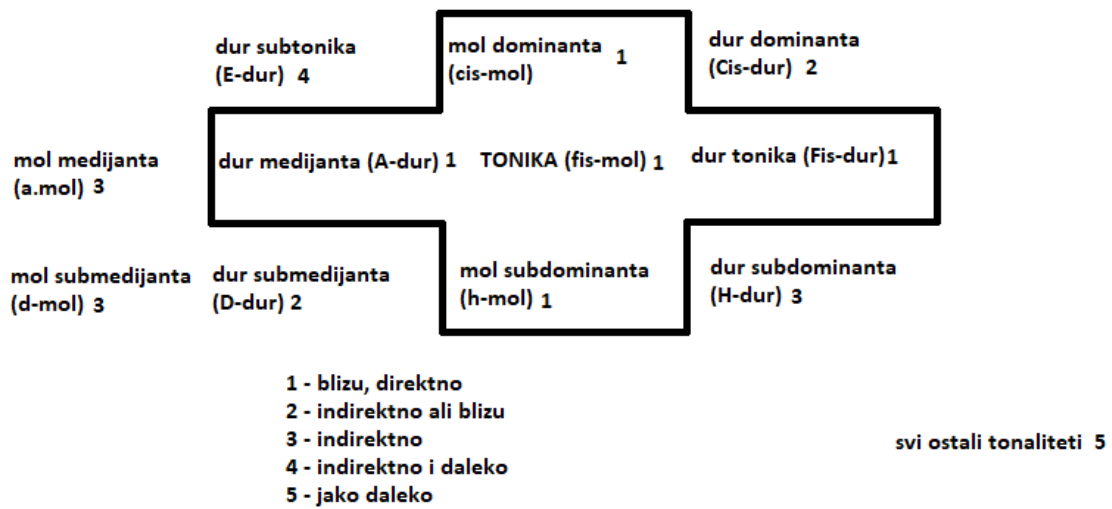 dur subtonika
(E-dur) 4
mol dominanta 1
(cis-mol)
dur dominanta
(Cis-dur) 2
mol medijanta
(a.mol) 3
dur medijanta (A-dur) 1
TONIKA (fis-mol) 1
dur tonika (Fis-dur) 1
mol submedijanta
(d-mol) 3
dur submedijanta
(D-dur) 2
mol subdominanta
(h-mol) 1
dur subdominanta
(H-dur) 3
1 - blizu, direktno
2 - indirektno ali blizu
3 - indirektno
4 - indirektno i daleko
5 - jako daleko
svi ostali tonaliteti 5